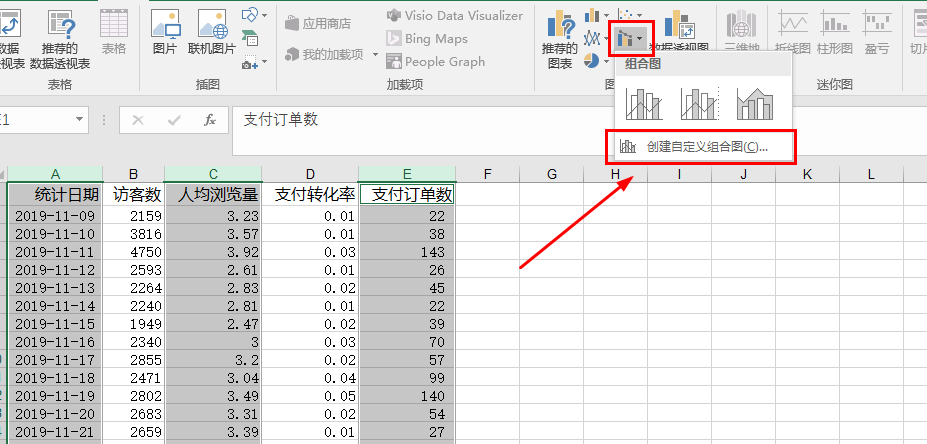 应用商店
我的加载项
Visio Data Visualizer
Bing Maps
People Graph
数据
透视表
推荐的
数据透视表
表格
图片
联机图片
推荐的
图表
数据透视图
三维地
折线图
柱形图
盈亏
切片
表格
插图
加载项
图
迷你图
组合图
创建自定义组合图(C)...
E1
fx
支付订单数
A B C D E F G H I J K L
统计日期 访客数 人均浏览量 支付转化率 支付订单数
2019-11-09 2159 3.23 0.01 22
2019-11-10 3816 3.57 0.01 38
2019-11-11 4750 3.92 0.03 143
2019-11-12 2593 2.61 0.01 26
2019-11-13 2264 2.83 0.02 45
2019-11-14 2240 2.81 0.01 22
2019-11-15 1949 2.47 0.02 39
2019-11-16 2340 3 0.03 70
2019-11-17 2855 3.2 0.02 57
2019-11-18 2471 3.04 0.04 99
2019-11-19 2802 3.49 0.05 140
2019-11-20 2683 3.31 0.02 54
2019-11-21 2659 3.39 0.01 27